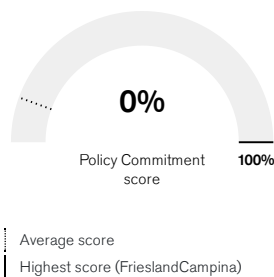 0%
Policy Commitment
score
100%
Average score
Highest score (FrieslandCampina)